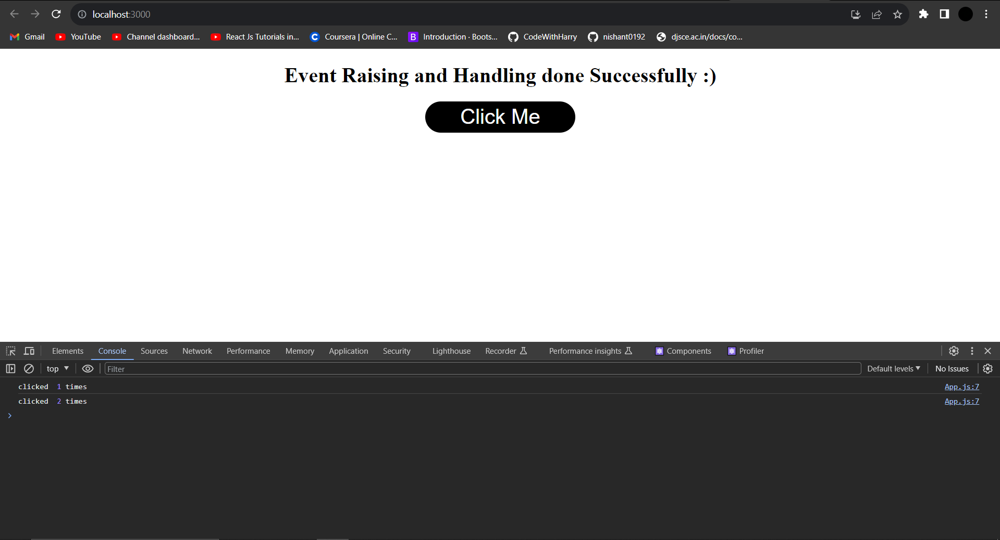 localhost:3000
Gmail YouTube Channel dashboard... React Js Tutorials in... Coursera | Online C... B Introduction · Boots... CodeWithHarry nishant0192 djsce.ac.in/docs/co...
Event Raising and Handling done Successfully :)
Click Me
Elements Console Sources Network Performance Memory Application Security Lighthouse Recorder Performance insights Components Profiler
top Filter Default levels No Issues
clicked 1 times App.js:7
clicked 2 times App.js:7